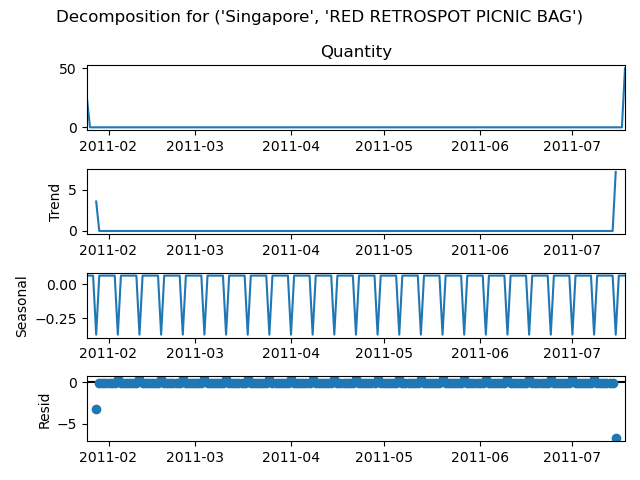 Decomposition for ('Singapore', 'RED RETROSPOT PICNIC BAG')
Quantity
50
0
2011-02 2011-03 2011-04 2011-05 2011-06 2011-07
Trend
5
0
2011-02 2011-03 2011-04 2011-05 2011-06 2011-07
Seasonal
0.00
−0.25
2011-02 2011-03 2011-04 2011-05 2011-06 2011-07
Resid
0
−5
2011-02 2011-03 2011-04 2011-05 2011-06 2011-07